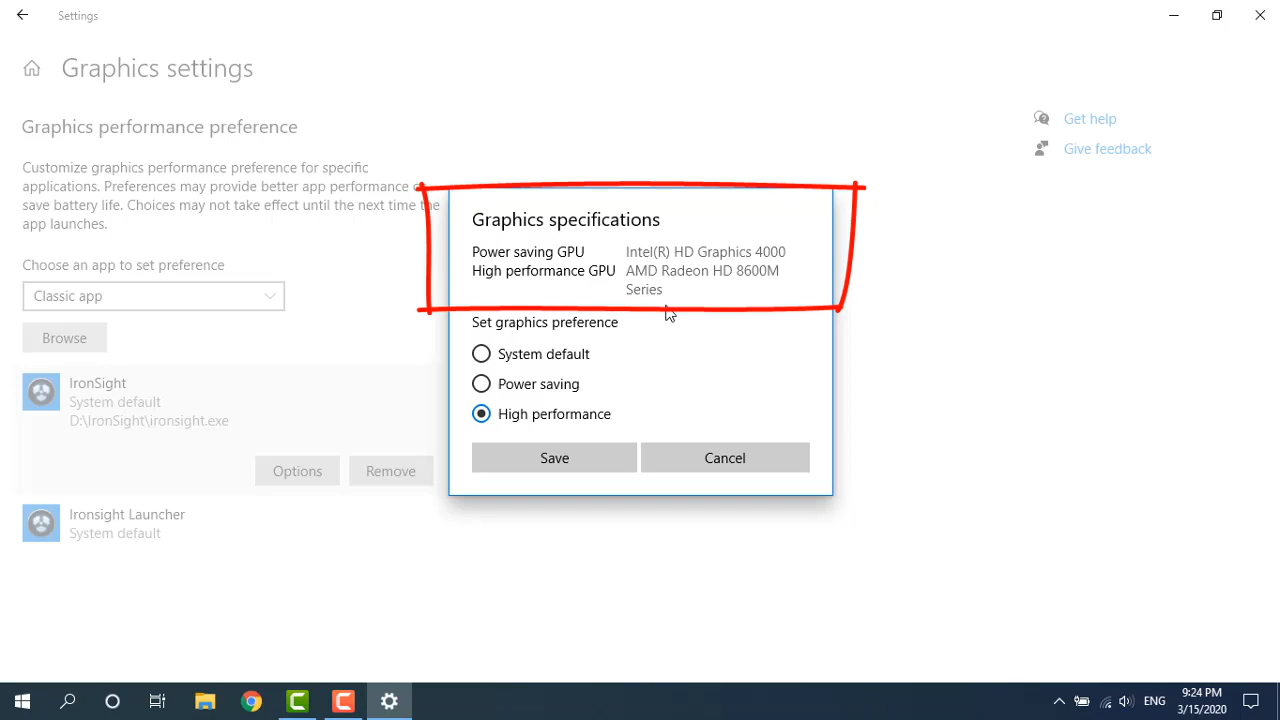 Settings
Graphics settings
Graphics performance preference
Customize graphics performance preference for specific
applications. Preferences may provide better app performance
save battery life. Choices may not take effect until the next time the
app launches.
Choose an app to set preference
Classic app
Browse
IronSight
System default
D:\IronSight\ironsight.exe
Options
Remove
Ironsight Launcher
System default
Get help
Give feedback
Graphics specifications
Power saving GPU Intel(R) HD Graphics 4000
High performance GPU AMD Radeon HD 8600M
Series
Set graphics preference
System default
Power saving
High performance
Save
Cancel
ENG
9:24 PM
3/15/2020